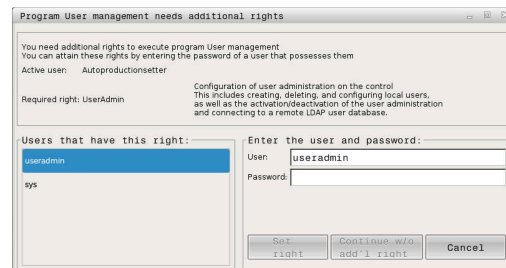 Program User management needs additional rights
You need additional rights to execute program User management
You can attain these rights by entering the password of a user that possesses them
Active user: Autoproductionsetter
Required right: UserAdmin
Configuration of user administration on the control
This includes creating, deleting, and configuring local users,
as well as the activation/deactivation of the user administration
and connecting to a remote LDAP user database.
Users that have this right:
useradmin
sys
Enter the user and password:
User: useradmin
Password:
Set right
Continue w/o add'l right
Cancel